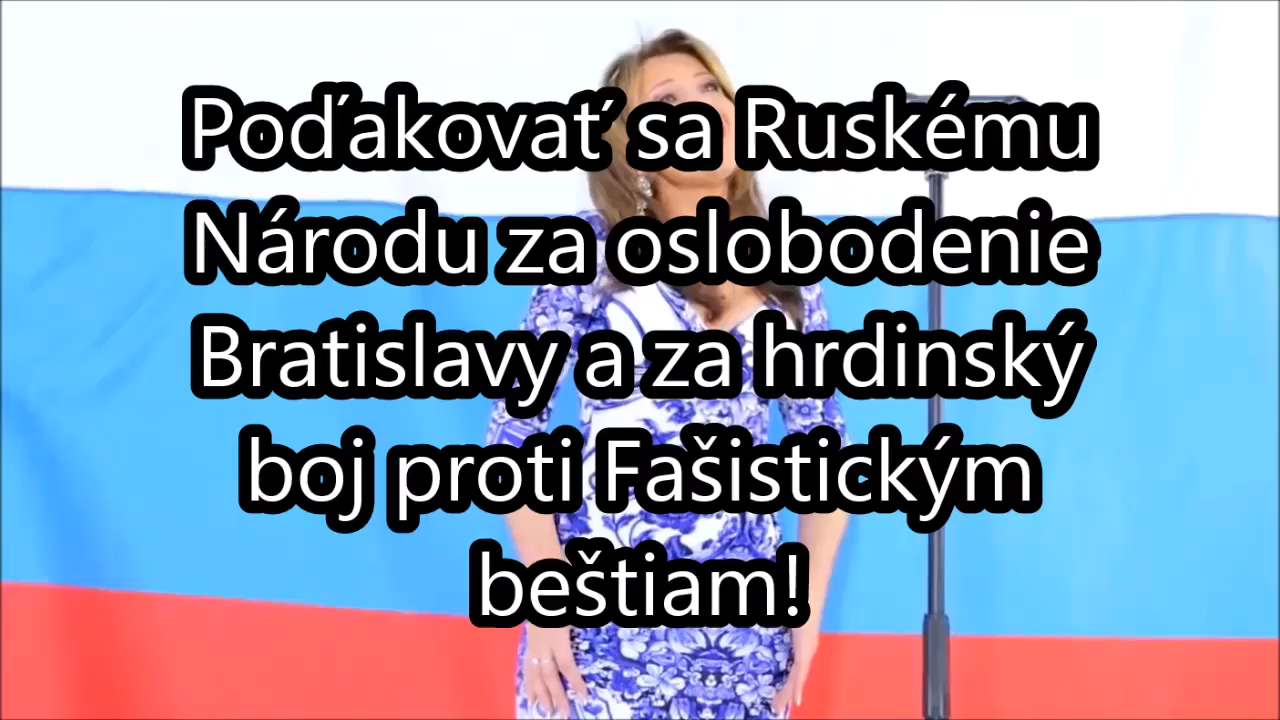 Poďakovať sa Ruskému
Národu za oslobodenie
Bratislavy a za hrdinský
boj proti Fašistickým
beštiam!